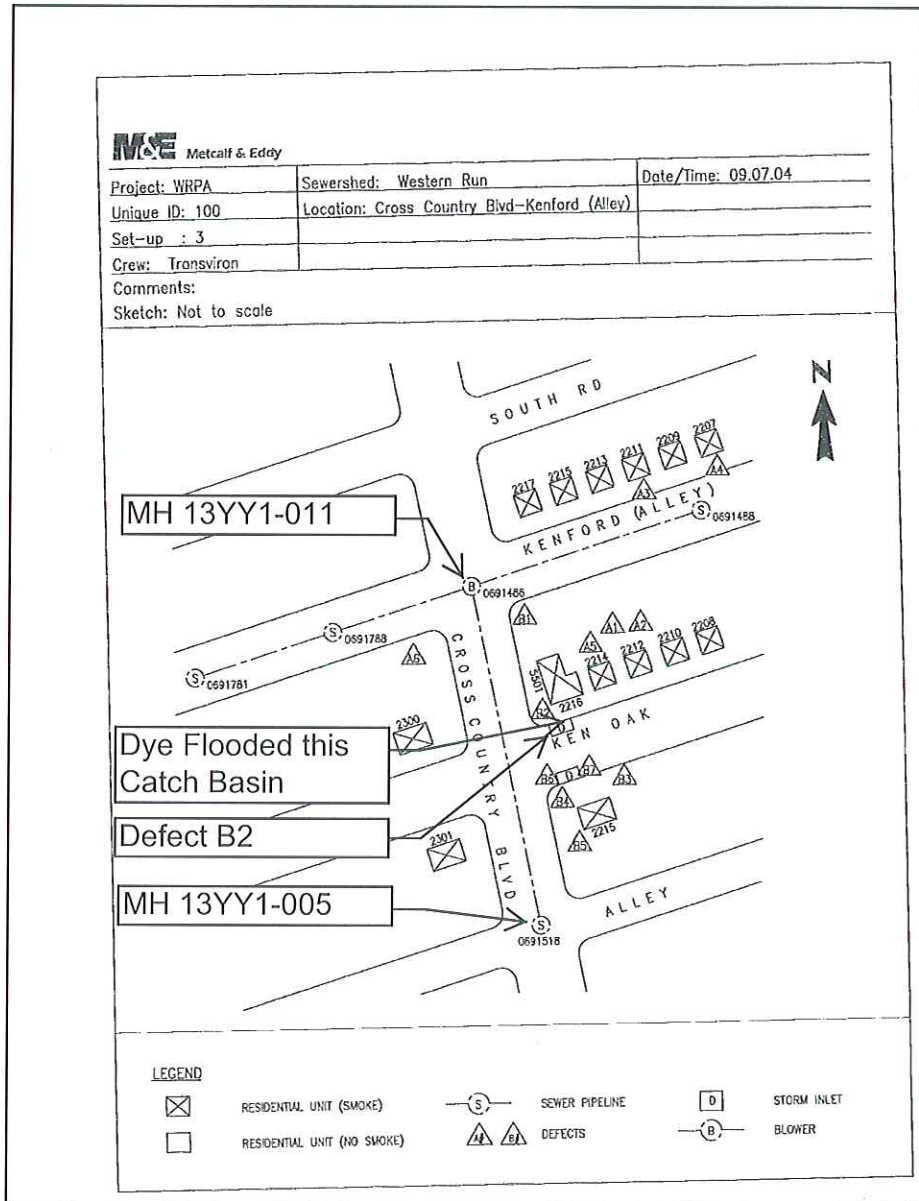 M&E Metcalf & Eddy
Project: WRPA
Sewershed: Western Run
Date/Time: 09.07.04
Unique ID: 100
Location: Cross Country Blvd-Kenford (Alley)
Set-up : 3
Crew: Transviron
Comments:
Sketch: Not to scale
N
SOUTH RD
2217
2215
2213
2211
2209
2207
A3
A4
MH 13YY1-011
KENFORD (ALLEY)
S
0691488
B
0691486
S
0691788
S
0691781
A6
B1
A1
A2
A5
CROSS COUNTRY BLVD
5501
2216
2214
2212
2210
2208
B2
D
KEN OAK
2300
Dye Flooded this
Catch Basin
B6
D
B7
B3
B4
2215
B5
Defect B2
2301
MH 13YY1-005
ALLEY
S
0691518
LEGEND
RESIDENTIAL UNIT (SMOKE)
S
SEWER PIPELINE
D
STORM INLET
RESIDENTIAL UNIT (NO SMOKE)
DEFECTS
B
BLOWER